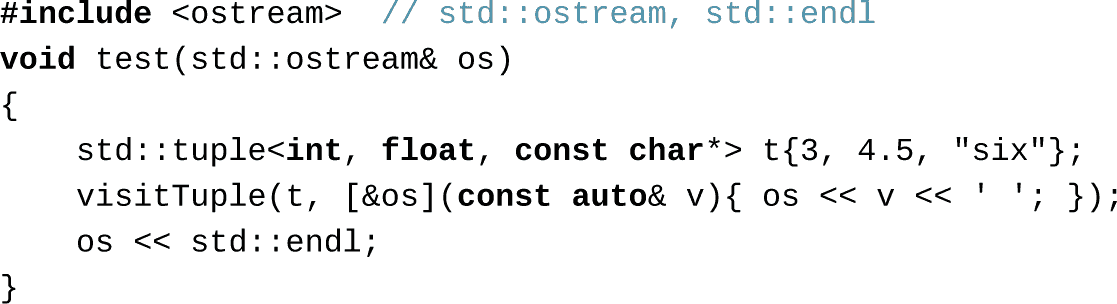 #include <ostream>  // std::ostream, std::endl
void test(std::ostream& os)
{
    std::tuple<int, float, const char*> t{3, 4.5, "six"};
    visitTuple(t, [&os](const auto& v){ os << v << ' '; });
    os << std::endl;
}